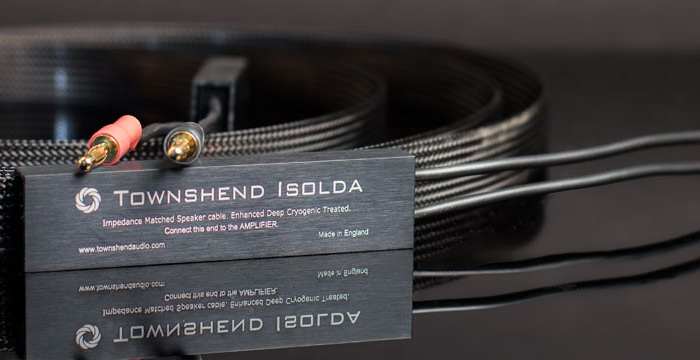 TOWNSHEND ISOLDA
Impedance Matched Speaker cable. Enhanced Deep Cryogenic Treated.
Connect this end to the AMPLIFIER.
www.townshendaudio.com
Made in England